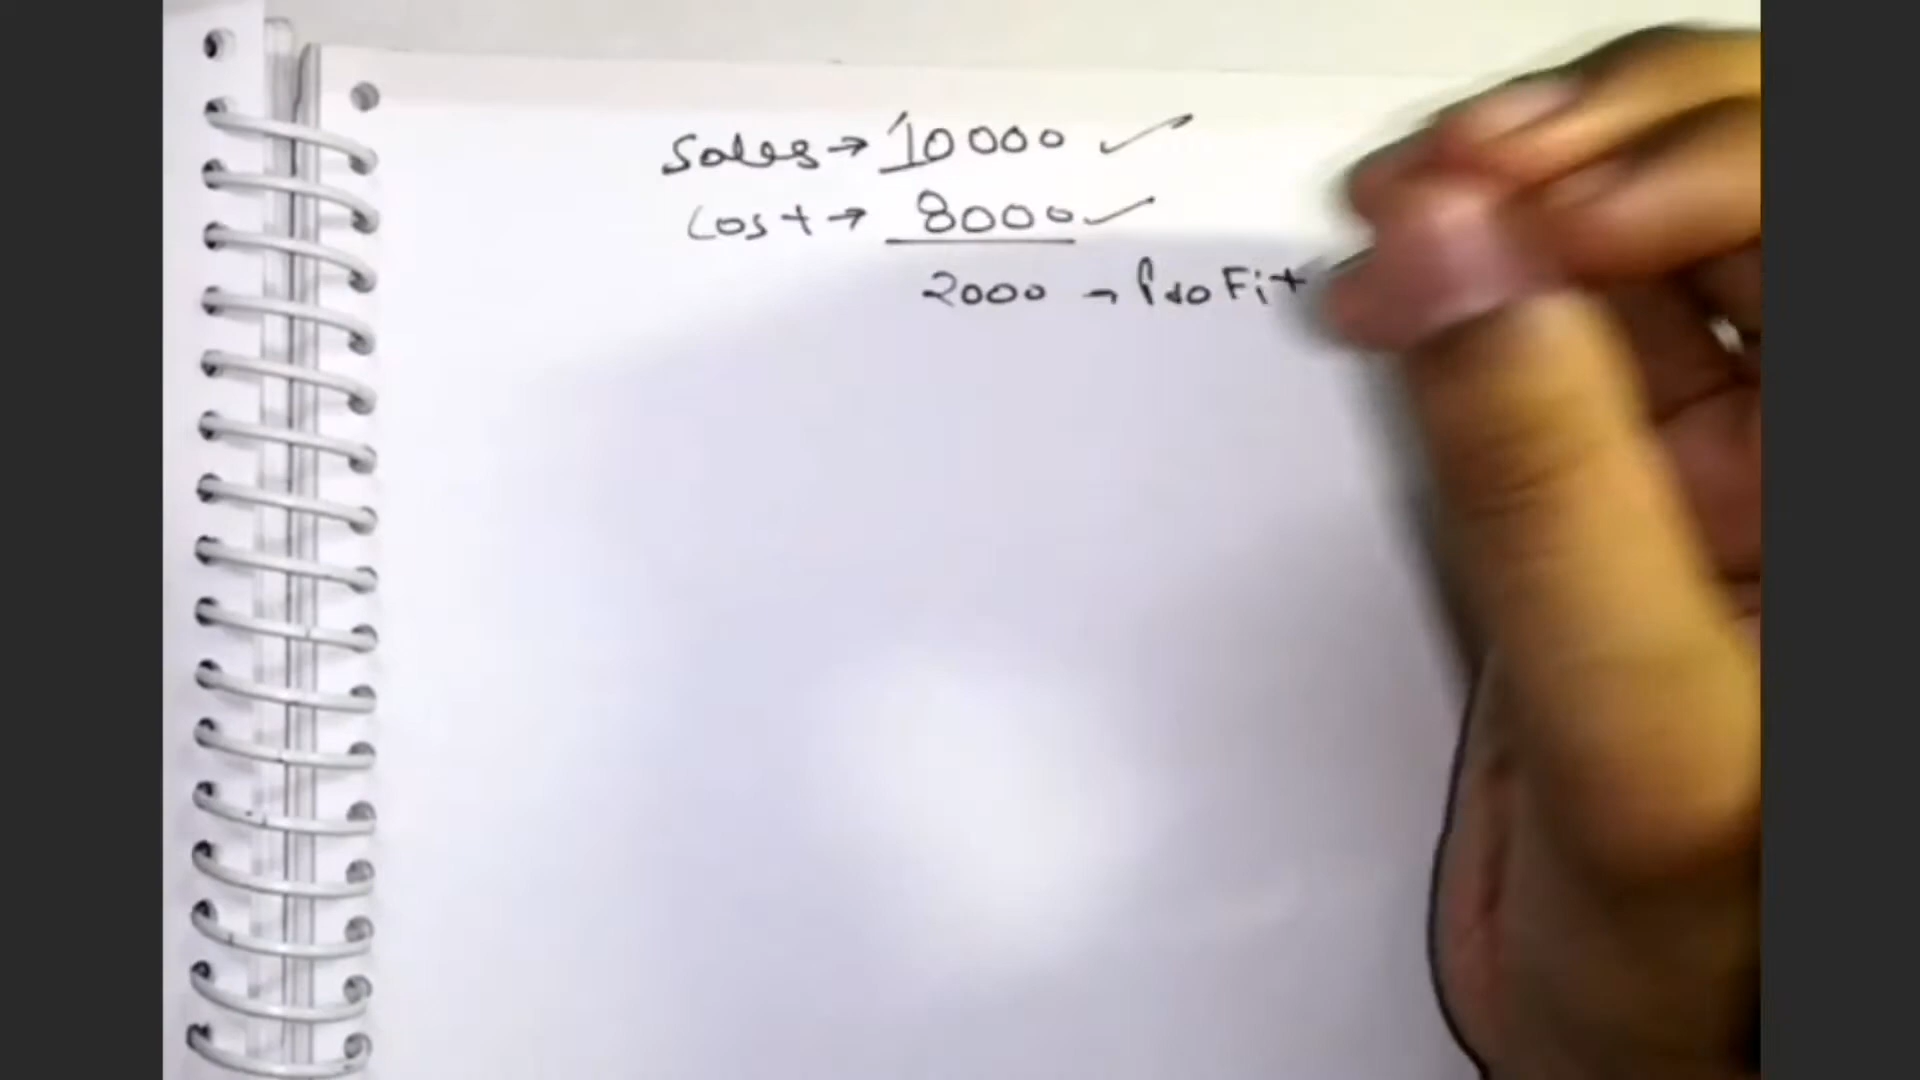 Sales → 10000 ✓
Cost → 8000 ✓
2000 → ProFit